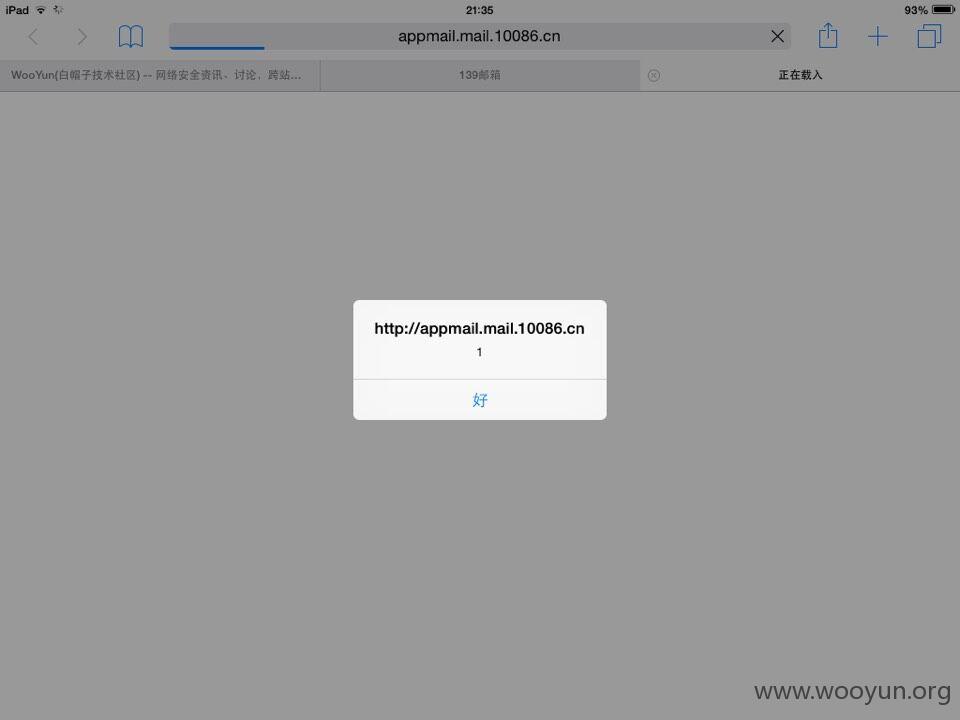 iPad 21:35 93%
appmail.mail.10086.cn
WooYun(白帽子技术社区) -- 网络安全资讯、讨论，跨站...
139邮箱
正在载入
http://appmail.mail.10086.cn
1
好
www.wooyun.org